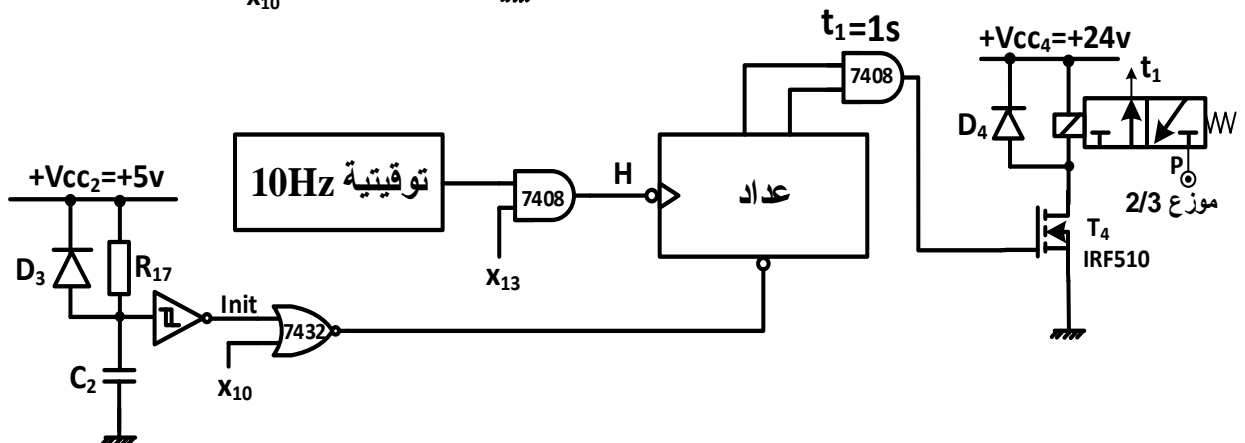 x10
t1=1s
+Vcc4=+24v
7408
t1
D4
توقيتية 10Hz
عداد
P
موزع 2/3
+Vcc2=+5v
7408
H
T4
IRF510
D3
R17
x13
Init
7432
C2
x10